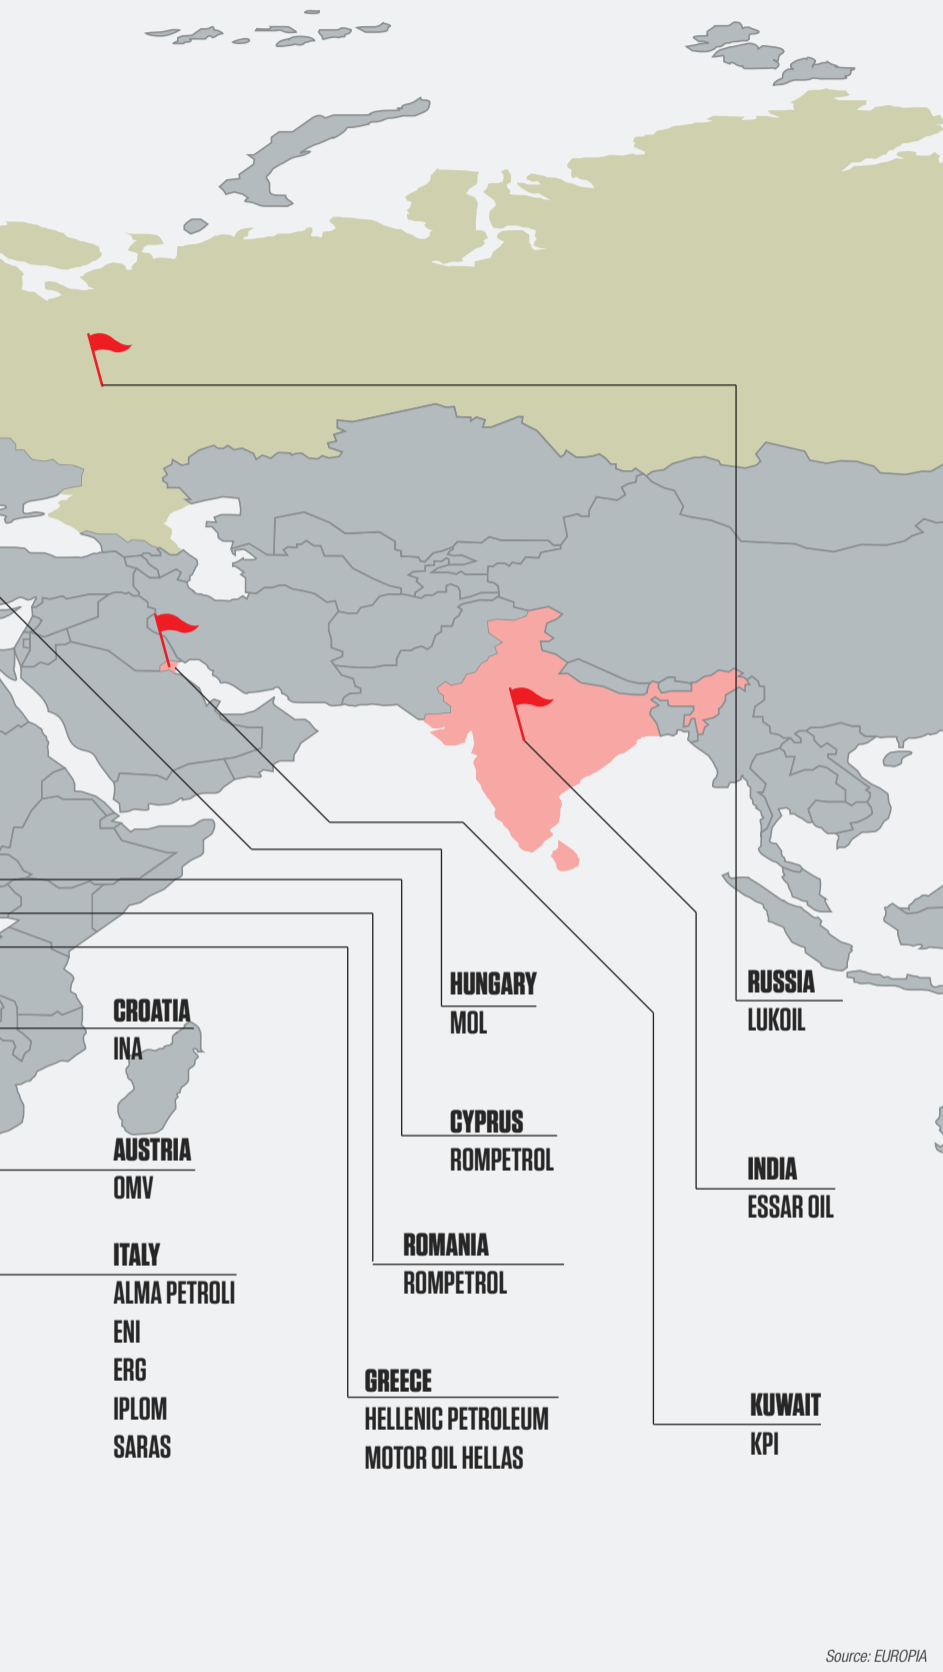 CROATIA
INA
AUSTRIA
OMV
ITALY
ALMA PETROLI
ENI
ERG
IPLOM
SARAS
HUNGARY
MOL
CYPRUS
ROMPETROL
ROMANIA
ROMPETROL
GREECE
HELLENIC PETROLEUM
MOTOR OIL HELLAS
RUSSIA
LUKOIL
INDIA
ESSAR OIL
KUWAIT
KPI
Source: EUROPIA